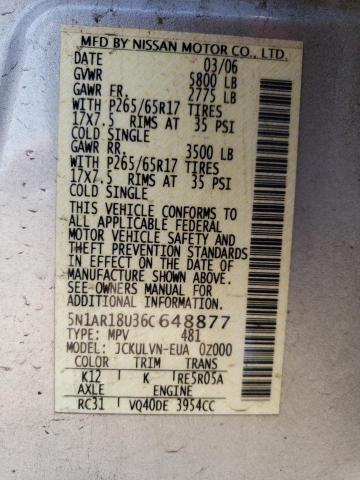 MFD BY NISSAN MOTOR CO., LTD.
DATE 03/06
GVWR 5800 LB
GAWR FR. 2775 LB
WITH P265/65R17 TIRES
17X7.5 RIMS AT 35 PSI
COLD SINGLE
GAWR RR. 3500 LB
WITH P265/65R17 TIRES
17X7.5 RIMS AT 35 PSI
COLD SINGLE
THIS VEHICLE CONFORMS TO
ALL APPLICABLE FEDERAL
MOTOR VEHICLE SAFETY AND
THEFT PREVENTION STANDARDS
IN EFFECT ON THE DATE OF
MANUFACTURE SHOWN ABOVE.
SEE OWNERS MANUAL FOR
ADDITIONAL INFORMATION.
5N1AR18U36C648877
TYPE: MPV 481
MODEL: JCKULVN-EUA 0Z000
COLOR TRIM TRANS
K12 K RE5R05A
AXLE ENGINE
RC31 VQ40DE 3954CC